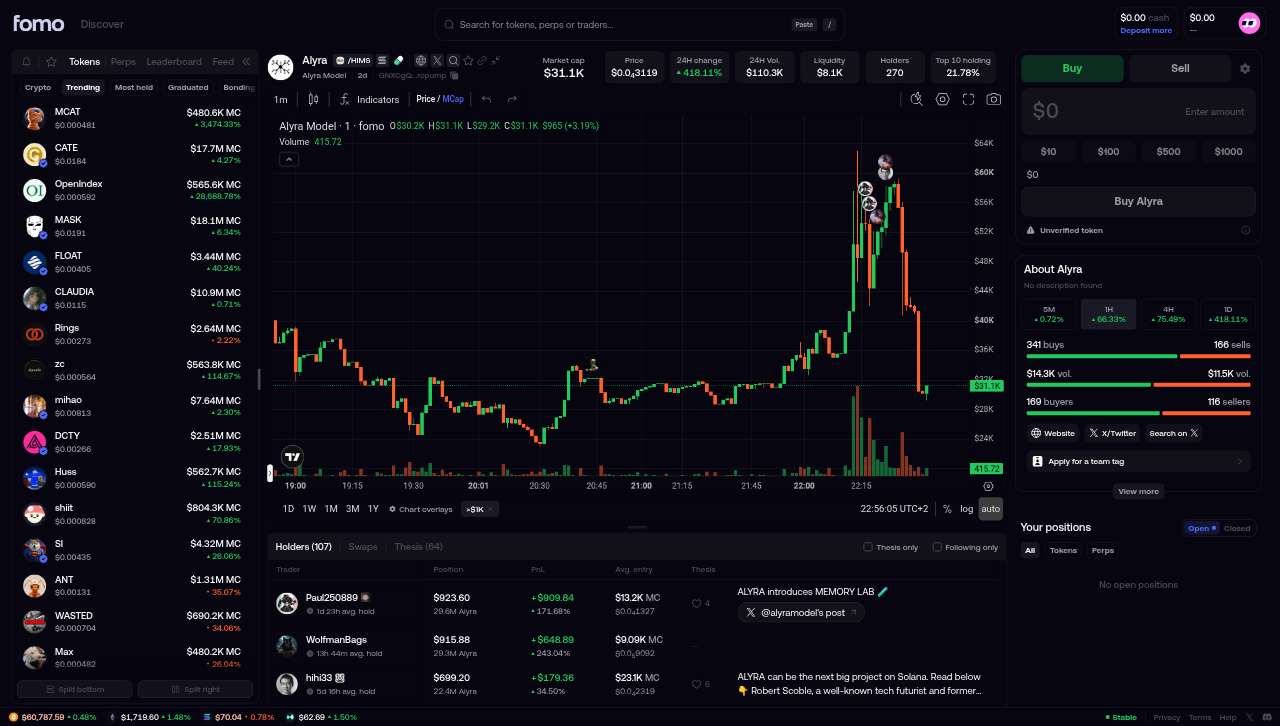 fomo
Discover
Search for tokens, perps or traders...
Paste /
$0.00 cash
Deposit more
$0.00
—
Tokens Perps Leaderboard Feed
Crypto Trending Most held Graduated Bonding
MCAT $480.6K MC
$0.000481 3,474.33%
CATE $17.7M MC
$0.0184 4.27%
OpenIndex $565.6K MC
$0.000592 28,688.78%
MASK $18.1M MC
$0.0191 6.34%
FLOAT $3.44M MC
$0.00405 40.24%
CLAUDIA $10.9M MC
$0.0115 0.71%
Rings $2.64M MC
$0.00273 2.22%
zc $563.8K MC
$0.000564 114.67%
mihao $7.64M MC
$0.00813 2.30%
DCTY $2.51M MC
$0.00266 17.93%
Huss $562.7K MC
$0.000590 115.24%
shiit $804.3K MC
$0.000828 70.86%
SI $4.32M MC
$0.00435 26.06%
ANT $1.31M MC
$0.00131 35.07%
WASTED $690.2K MC
$0.000704 34.06%
Max $480.2K MC
$0.000482 26.04%
Split bottom Split right
Alyra /HIMS
Alyra Model 2d
Market cap
$31.1K
Price
$0.0₄3119
24H change
418.11%
24H Vol.
$110.3K
Liquidity
$8.1K
Holders
270
Top 10 holding
21.78%
1m Indicators Price / MCap
Alyra Model · 1 · fomo O$30.2K H$31.1K L$29.2K C$31.1K $965 (+3.19%)
Volume 415.72
$64K
$60K
$56K
$52K
$48K
$44K
$40K
$36K
$32K
$31.1K
$28K
$24K
415.72
19:00 19:15 19:30 20:01 20:30 20:45 21:00 21:15 21:45 22:00 22:15
1D 1W 1M 3M 1Y Chart overlays >$1K
22:56:05 UTC+2 % log auto
Holders (107) Swaps Thesis (64)
Thesis only Following only
Trader Position PnL Avg. entry Thesis
Paul250889 $923.60 +$909.84 $13.2K MC 4
1d 23h avg. hold 29.6M Alyra 171.68% $0.0₄1327
ALYRA introduces MEMORY LAB 🧪
@alyramodel's post
WolfmanBags $915.88 +$648.89 $9.09K MC
13h 44m avg. hold 29.3M Alyra 243.04% $0.0₅9092
hihi33 $699.20 +$179.36 $23.1K MC 6
5d 16h avg. hold 22.4M Alyra 34.50% $0.0₄2319
ALYRA can be the next big project on Solana. Read below
👇 Robert Scoble, a well-known tech futurist and former...
Buy Sell
$0 Enter amount
$10 $100 $500 $1000
$0
Buy Alyra
Unverified token
About Alyra
No description found
5M 1H 4H 1D
0.72% 66.33% 75.49% 418.11%
341 buys 166 sells
$14.3K vol. $11.5K vol.
169 buyers 116 sellers
Website X/Twitter Search on X
Apply for a team tag
View more
Your positions Open Closed
All Tokens Perps
No open positions
$60,787.59 0.48% $1,719.60 1.48% $70.04 0.78% $62.69 1.50%
Stable Privacy Terms Help